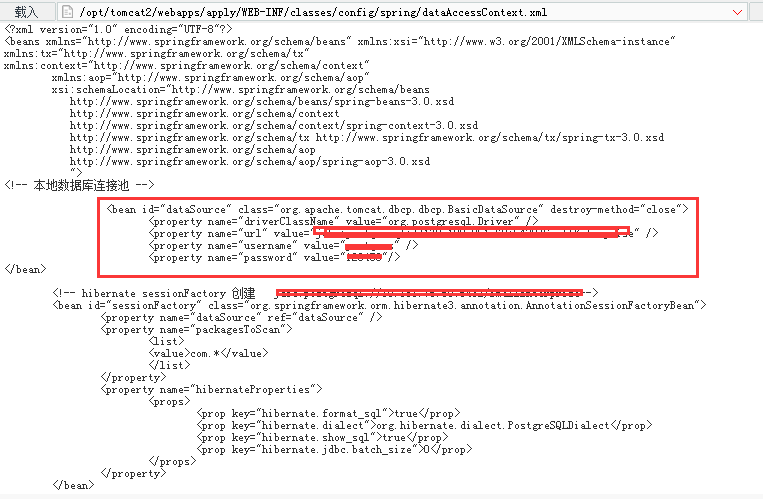 载入 /opt/tomcat2/webapps/apply/WEB-INF/classes/config/spring/dataAccessContext.xml
<?xml version="1.0" encoding="UTF-8"?>
<beans xmlns="http://www.springframework.org/schema/beans" xmlns:xsi="http://www.w3.org/2001/XMLSchema-instance"
xmlns:tx="http://www.springframework.org/schema/tx"
xmlns:context="http://www.springframework.org/schema/context"
xmlns:aop="http://www.springframework.org/schema/aop"
xsi:schemaLocation="http://www.springframework.org/schema/beans
http://www.springframework.org/schema/beans/spring-beans-3.0.xsd
http://www.springframework.org/schema/context
http://www.springframework.org/schema/context/spring-context-3.0.xsd
http://www.springframework.org/schema/tx http://www.springframework.org/schema/tx/spring-tx-3.0.xsd
http://www.springframework.org/schema/aop
http://www.springframework.org/schema/aop/spring-aop-3.0.xsd
">
<!-- 本地数据库连接池 -->
<bean id="dataSource" class="org.apache.tomcat.dbcp.dbcp.BasicDataSource" destroy-method="close">
<property name="driverClassName" value="org.postgresql.Driver" />
<property name="url" value=" />
<property name="username" value=" />
<property name="password" value="/>
</bean>
<!-- hibernate sessionFactory 创建 -->
<bean id="sessionFactory" class="org.springframework.orm.hibernate3.annotation.AnnotationSessionFactoryBean">
<property name="dataSource" ref="dataSource" />
<property name="packagesToScan">
<list>
<value>com.*</value>
</list>
</property>
<property name="hibernateProperties">
<props>
<prop key="hibernate.format_sql">true</prop>
<prop key="hibernate.dialect">org.hibernate.dialect.PostgreSQLDialect</prop>
<prop key="hibernate.show_sql">true</prop>
<prop key="hibernate.jdbc.batch_size">0</prop>
</props>
</property>
</bean>